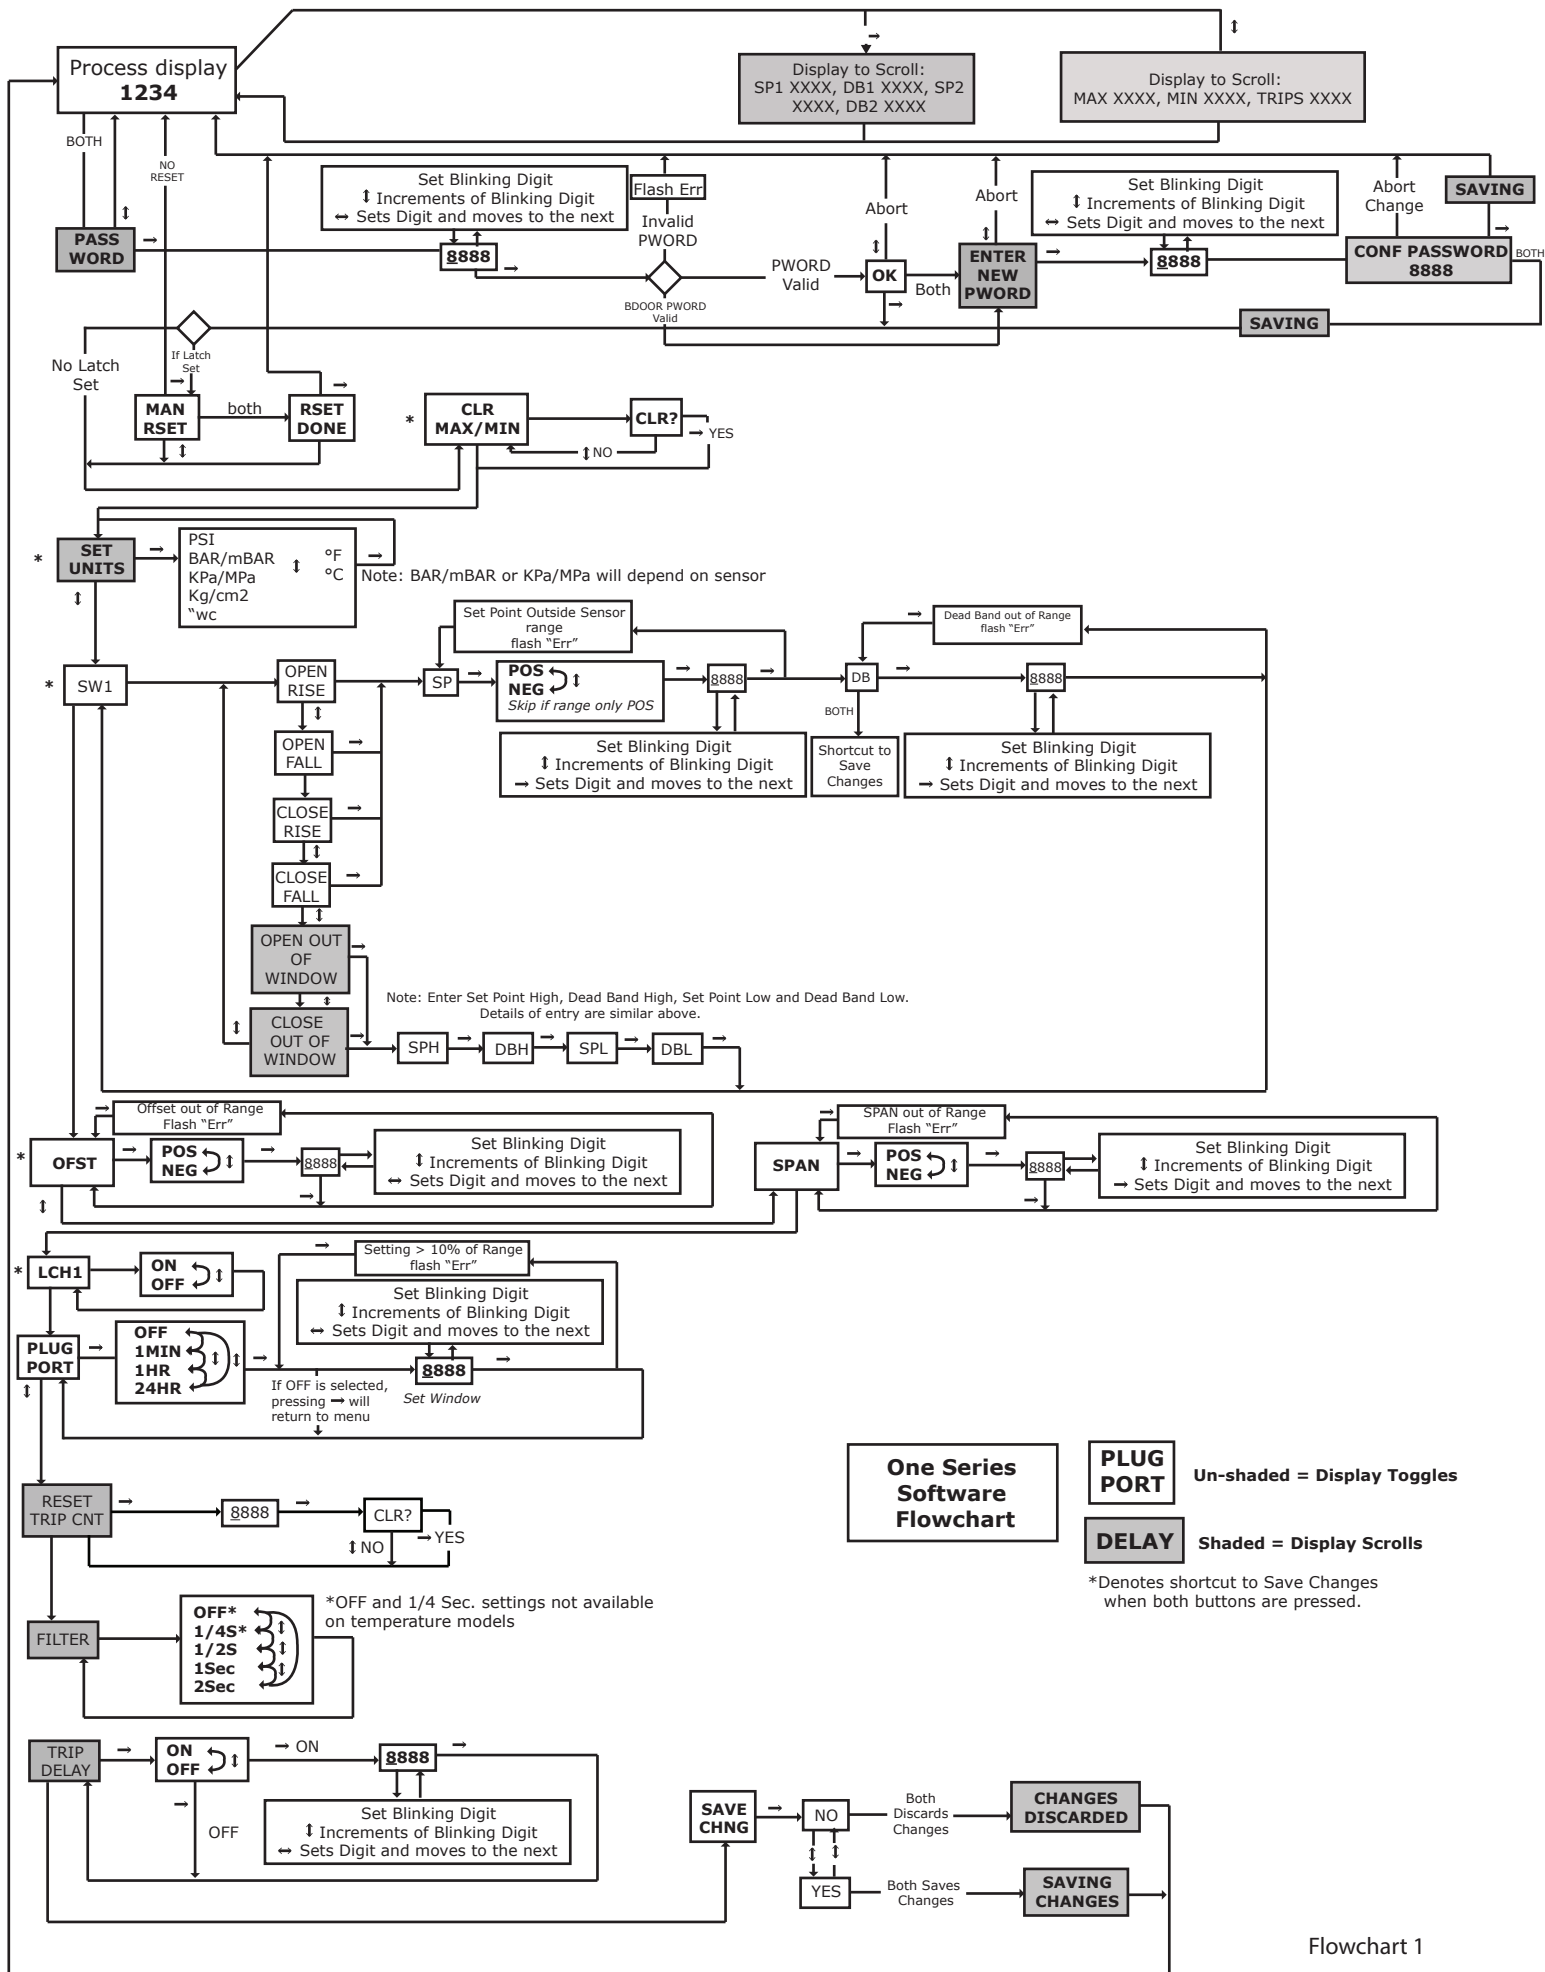 Process display
1234
→
↕
Display to Scroll:
SP1 XXXX, DB1 XXXX, SP2
XXXX, DB2 XXXX
Display to Scroll:
MAX XXXX, MIN XXXX, TRIPS XXXX
BOTH
NO
RESET
↕
PASS
WORD
→
Set Blinking Digit
↕ Increments of Blinking Digit
↔ Sets Digit and moves to the next
8888
→
Flash Err
Invalid
PWORD
BDOOR PWORD
Valid
PWORD
Valid
Abort
↕
OK
→
Both
Abort
↕
ENTER
NEW
PWORD
→
Set Blinking Digit
↕ Increments of Blinking Digit
↔ Sets Digit and moves to the next
8888
Abort
Change
SAVING
→
CONF PASSWORD
8888
BOTH
SAVING
No Latch
Set
If Latch
Set
→
MAN
RSET
↕
both
RSET
DONE
→
*
CLR
MAX/MIN
CLR?
→ YES
↕ NO
*
SET
UNITS
→
↕
PSI
BAR/mBAR
KPa/MPa
Kg/cm2
“wc
↕
°F
°C
→
Note: BAR/mBAR or KPa/MPa will depend on sensor
*
SW1
OPEN
RISE
↕
OPEN
FALL
→
CLOSE
RISE
→
↕
CLOSE
FALL
→
↕
OPEN OUT
OF
WINDOW
→
↕
CLOSE
OUT OF
WINDOW
→
↕
Set Point Outside Sensor
range
flash “Err”
SP
→
POS
NEG
↕
Skip if range only POS
→
8888
→
Set Blinking Digit
↕ Increments of Blinking Digit
→ Sets Digit and moves to the next
→
Dead Band out of Range
flash “Err”
DB
→
BOTH
Shortcut to
Save
Changes
8888
Set Blinking Digit
↕ Increments of Blinking Digit
→ Sets Digit and moves to the next
Note: Enter Set Point High, Dead Band High, Set Point Low and Dead Band Low.
Details of entry are similar above.
SPH
→
DBH
→
SPL
→
DBL
→
→
Offset out of Range
Flash “Err”
*
OFST
→
↕
POS
NEG
↕
→
8888
→
Set Blinking Digit
↕ Increments of Blinking Digit
↔ Sets Digit and moves to the next
→
SPAN out of Range
Flash “Err”
SPAN
→
POS
NEG
↕
→
8888
→
Set Blinking Digit
↕ Increments of Blinking Digit
→ Sets Digit and moves to the next
*
LCH1
ON
OFF
↕
→
Setting > 10% of Range
flash “Err”
Set Blinking Digit
↕ Increments of Blinking Digit
↔ Sets Digit and moves to the next
PLUG
PORT
→
↕
OFF
1MIN
1HR
24HR
↕
↕
→
If OFF is selected,
pressing → will
return to menu
8888
Set Window
→
RESET
TRIP CNT
→
8888
→
CLR?
→ YES
↕ NO
FILTER
OFF*
1/4S*
1/2S
1Sec
2Sec
↕
↕
↕
*OFF and 1/4 Sec. settings not available
on temperature models
TRIP
DELAY
→
ON
OFF
↕
→ ON
→
OFF
8888
→
Set Blinking Digit
↕ Increments of Blinking Digit
↔ Sets Digit and moves to the next
SAVE
CHNG
→
NO
↕
↕
YES
Both
Discards
Changes
CHANGES
DISCARDED
Both Saves
Changes
SAVING
CHANGES
One Series
Software
Flowchart
PLUG
PORT
Un-shaded = Display Toggles
DELAY
Shaded = Display Scrolls
*Denotes shortcut to Save Changes
when both buttons are pressed.
Flowchart 1